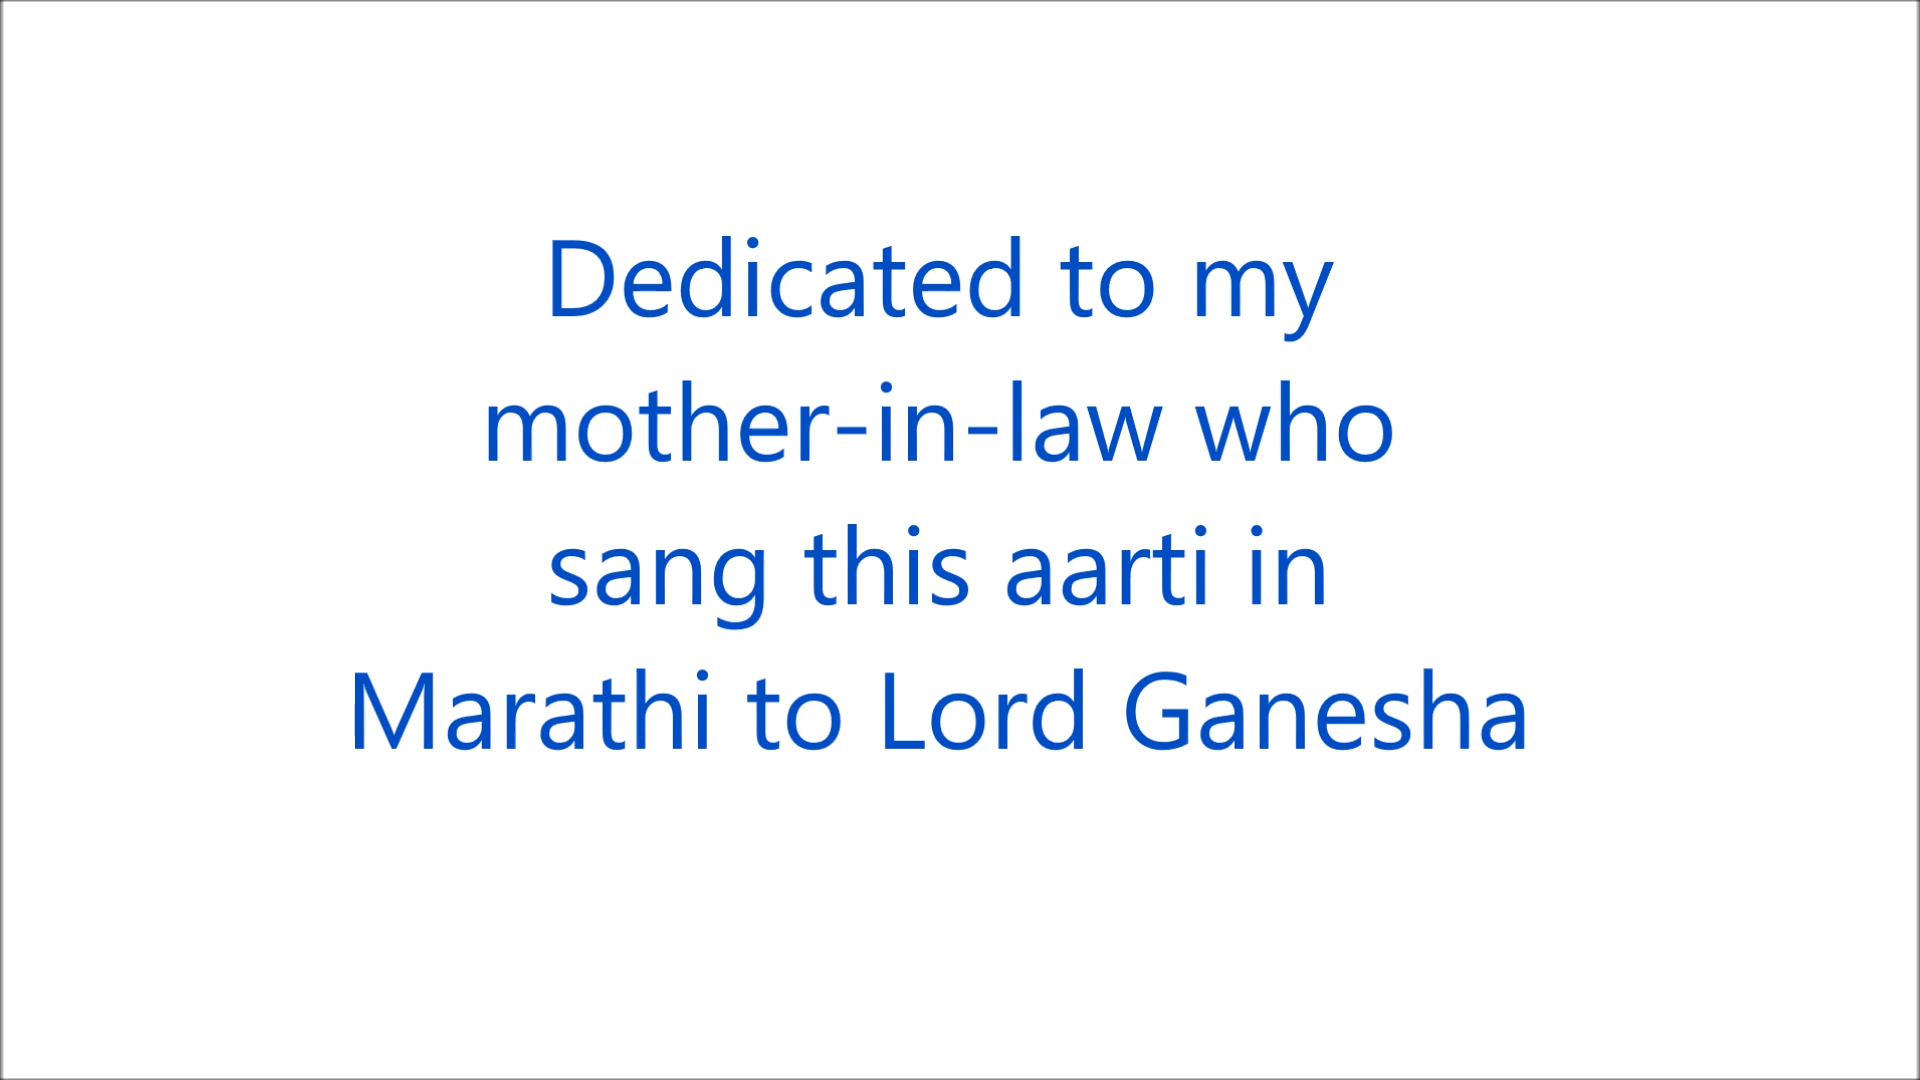 Dedicated to my
mother-in-law who
sang this aarti in
Marathi to Lord Ganesha